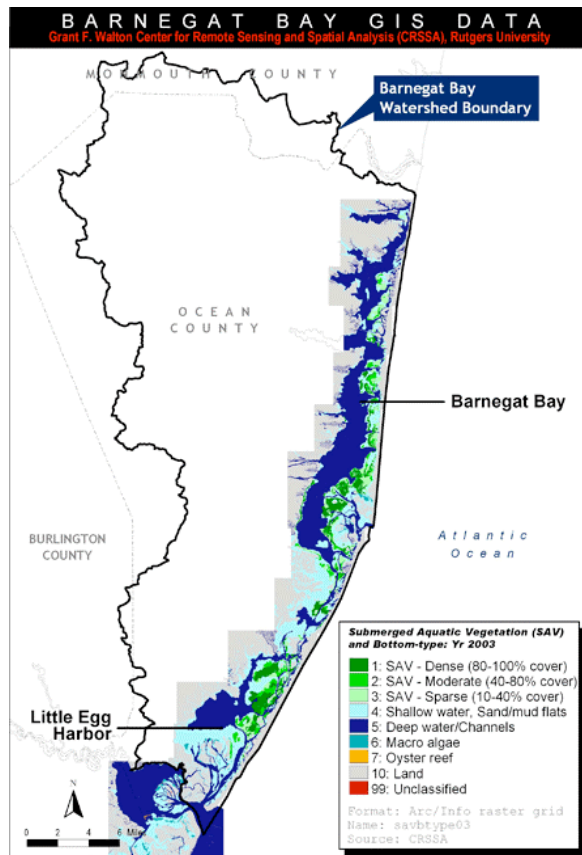 BARNEGAT BAY GIS DATA
Grant F. Walton Center for Remote Sensing and Spatial Analysis (CRSSA), Rutgers University
MONMOUTH COUNTY
Barnegat Bay
Watershed Boundary
OCEAN
COUNTY
Barnegat Bay
BURLINGTON
COUNTY
Atlantic
Ocean
Little Egg
Harbor
N
0 2 4 6 Mile
Submerged Aquatic Vegetation (SAV)
and Bottom-type: Yr 2003
1: SAV - Dense (80-100% cover)
2: SAV - Moderate (40-80% cover)
3: SAV - Sparse (10-40% cover)
4: Shallow water, Sand/mud flats
5: Deep water/Channels
6: Macro algae
7: Oyster reef
10: Land
99: Unclassified
Format: Arc/Info raster grid
Name: savbtype03
Source: CRSSA